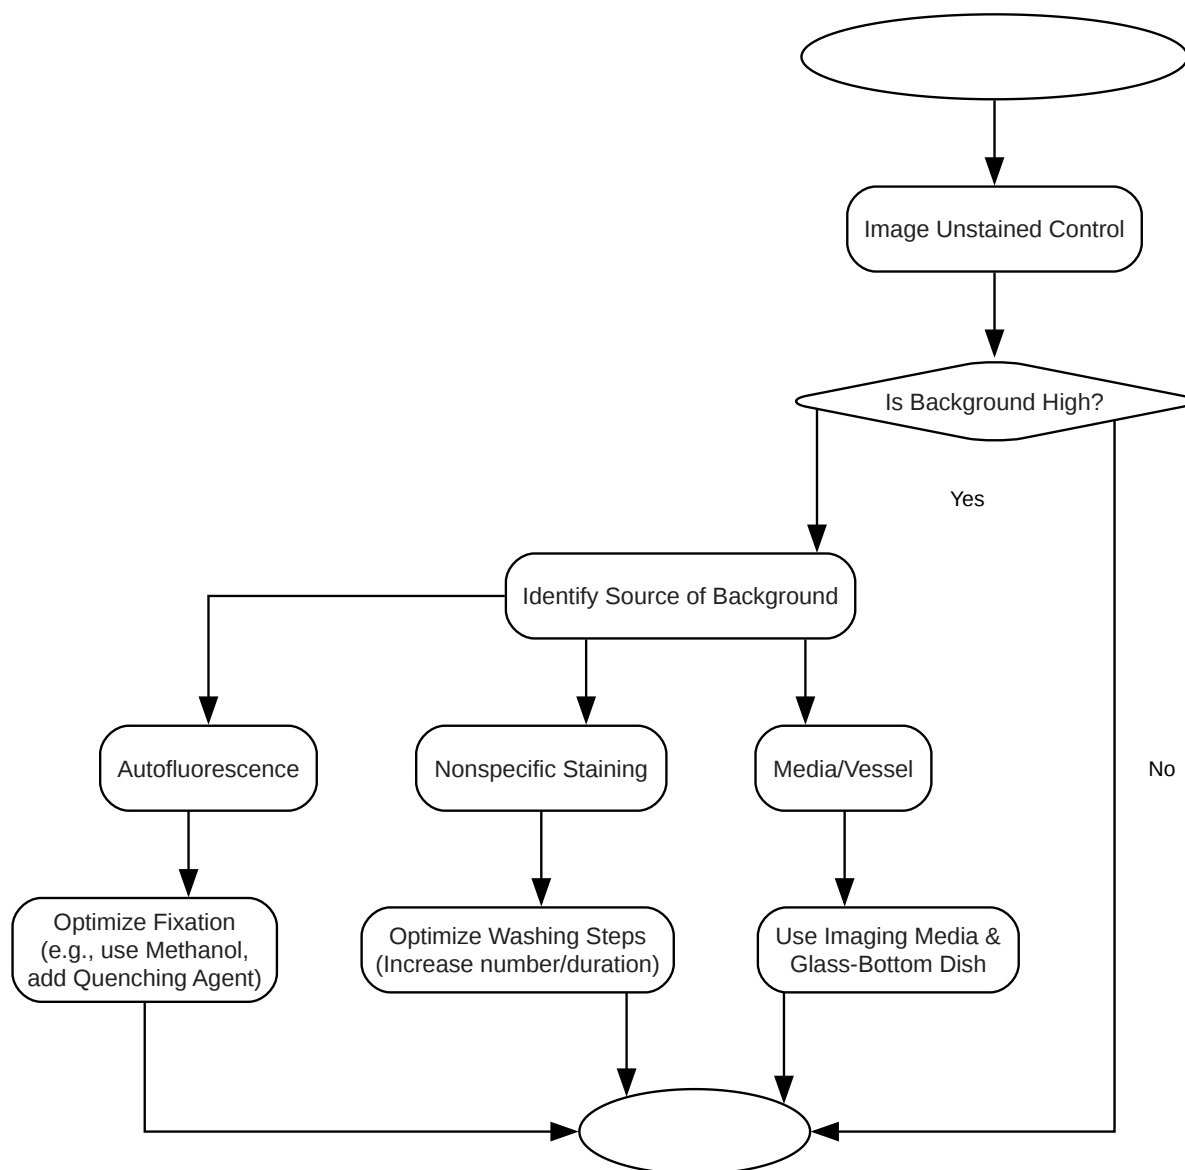 Image Unstained Control
Is Background High?
Yes
Identify Source of Background
Autofluorescence
Nonspecific Staining
Media/Vessel
No
Optimize Fixation
(e.g., use Methanol,
add Quenching Agent)
Optimize Washing Steps
(Increase number/duration)
Use Imaging Media &
Glass-Bottom Dish